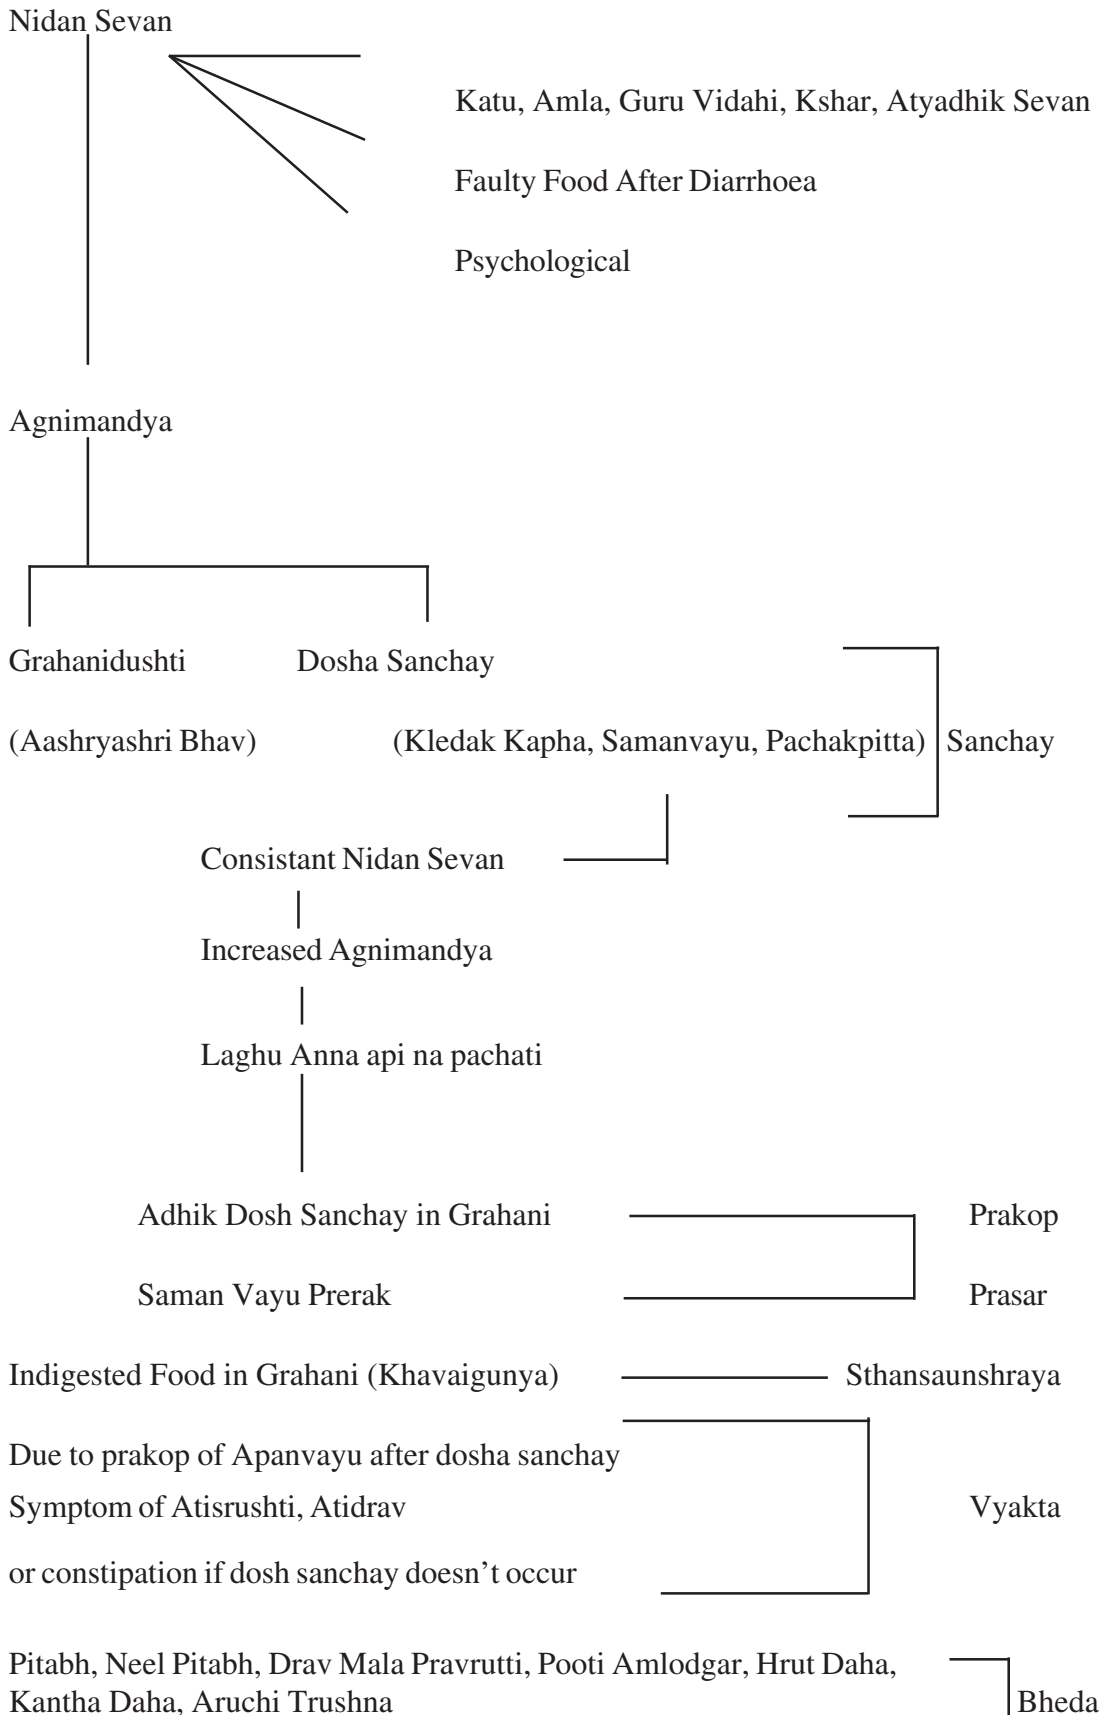 Nidan Sevan
Katu, Amla, Guru Vidahi, Kshar, Atyadhik Sevan
Faulty Food After Diarrhoea
Psychological
Agnimandya
Grahanidushti Dosha Sanchay
(Aashryashri Bhav) (Kledak Kapha, Samanvayu, Pachakpitta) Sanchay
Consistant Nidan Sevan
Increased Agnimandya
Laghu Anna api na pachati
Adhik Dosh Sanchay in Grahani Prakop
Saman Vayu Prerak Prasar
Indigested Food in Grahani (Khavaigunya) Sthansaunshraya
Due to prakop of Apanvayu after dosha sanchay
Symptom of Atisrushti, Atidrav Vyakta
or constipation if dosh sanchay doesn't occur
Pitabh, Neel Pitabh, Drav Mala Pravrutti, Pooti Amlodgar, Hrut Daha,
Kantha Daha, Aruchi Trushna Bheda